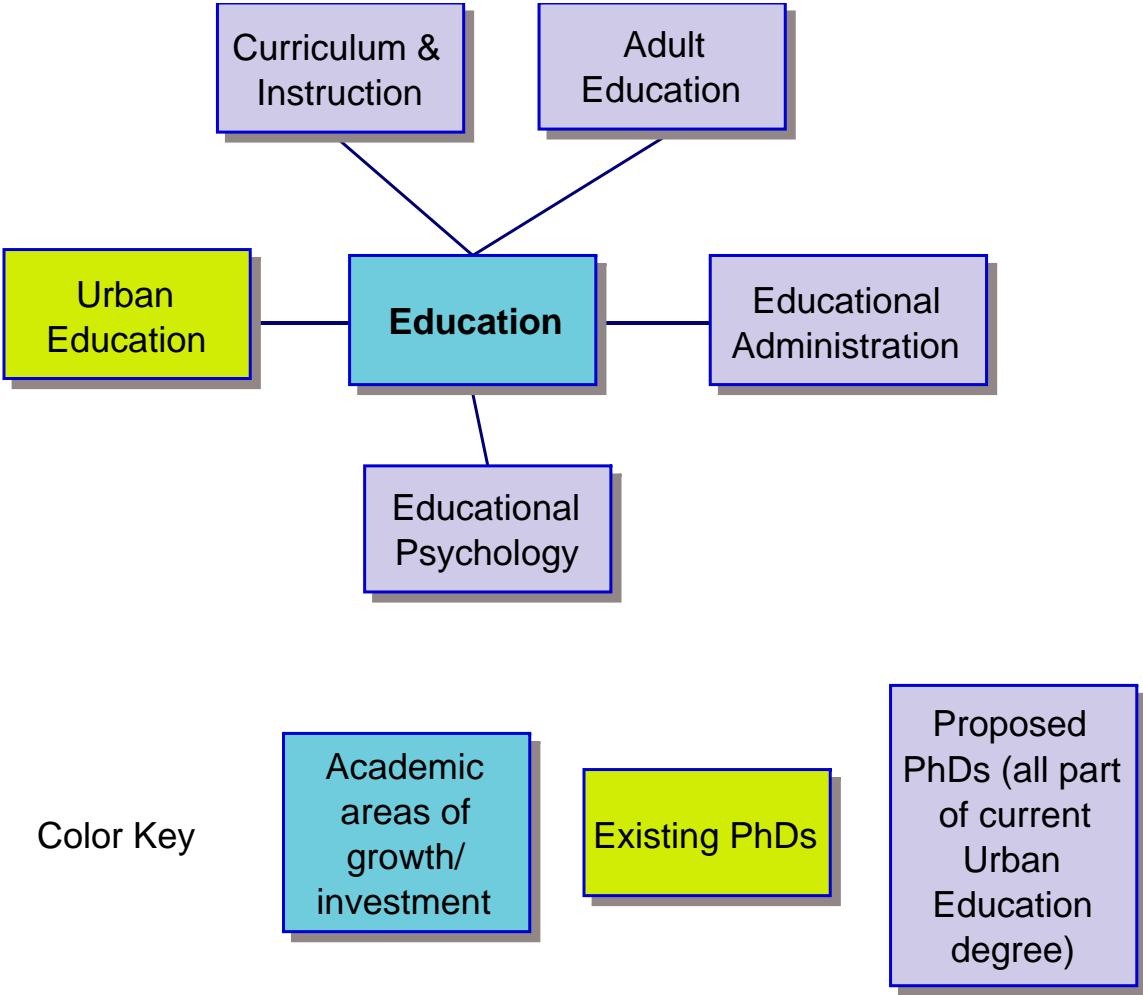 Curriculum &
Instruction
Adult
Education
Urban
Education
Education
Educational
Administration
Educational
Psychology
Color Key
Academic
areas of
growth/
investment
Existing PhDs
Proposed
PhDs (all part
of current
Urban
Education
degree)